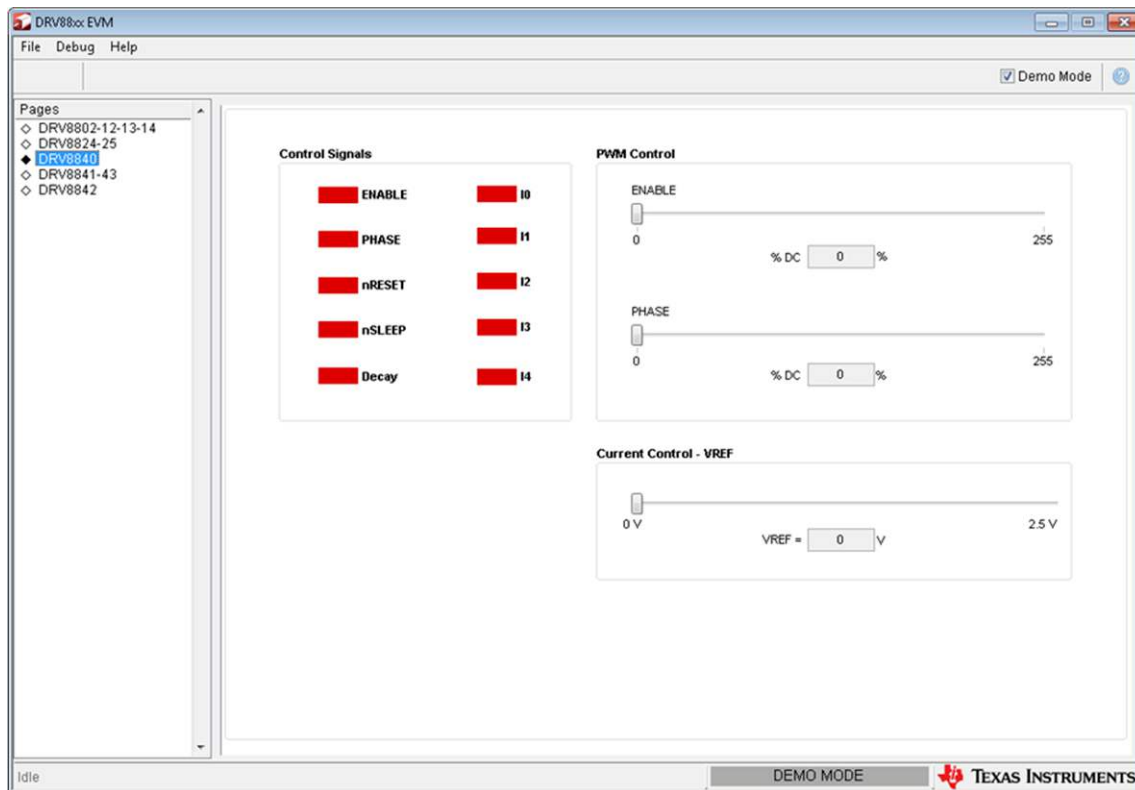 DRV88xx EVM
File Debug Help
Demo Mode
?
Pages
DRV8802-12-13-14
DRV8824-25
DRV8840
DRV8841-43
DRV8842
Control Signals
ENABLE I0
PHASE I1
nRESET I2
nSLEEP I3
Decay I4
PWM Control
ENABLE
0 255
% DC 0 %
PHASE
0 255
% DC 0 %
Current Control - VREF
0 V 2.5 V
VREF = 0 V
Idle
DEMO MODE
TEXAS INSTRUMENTS